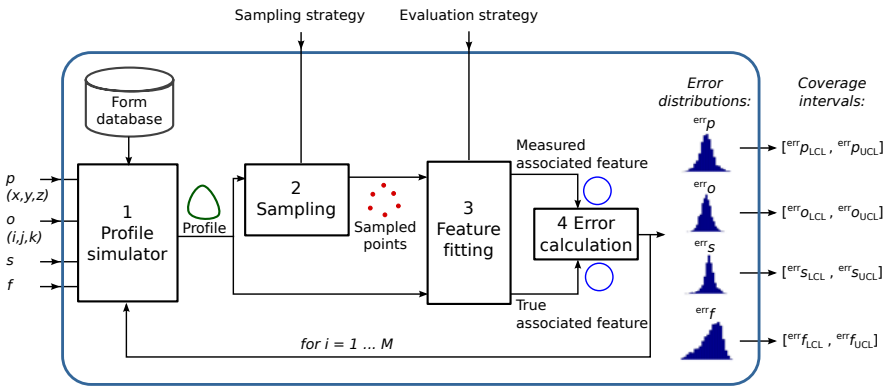 Sampling strategy
Evaluation strategy
Form
database
Error
distributions:
Coverage
intervals:
p
(x,y,z)
o
(i,j,k)
s
f
1
Profile
simulator
Profile
2
Sampling
Sampled
points
3
Feature
fitting
Measured
associated feature
4 Error
calculation
True
associated feature
for i = 1 ... M
errp
erro
errs
errf
[errpLCL , errpUCL]
[erroLCL , erroUCL]
[errsLCL , errsUCL]
[errfLCL , errfUCL]